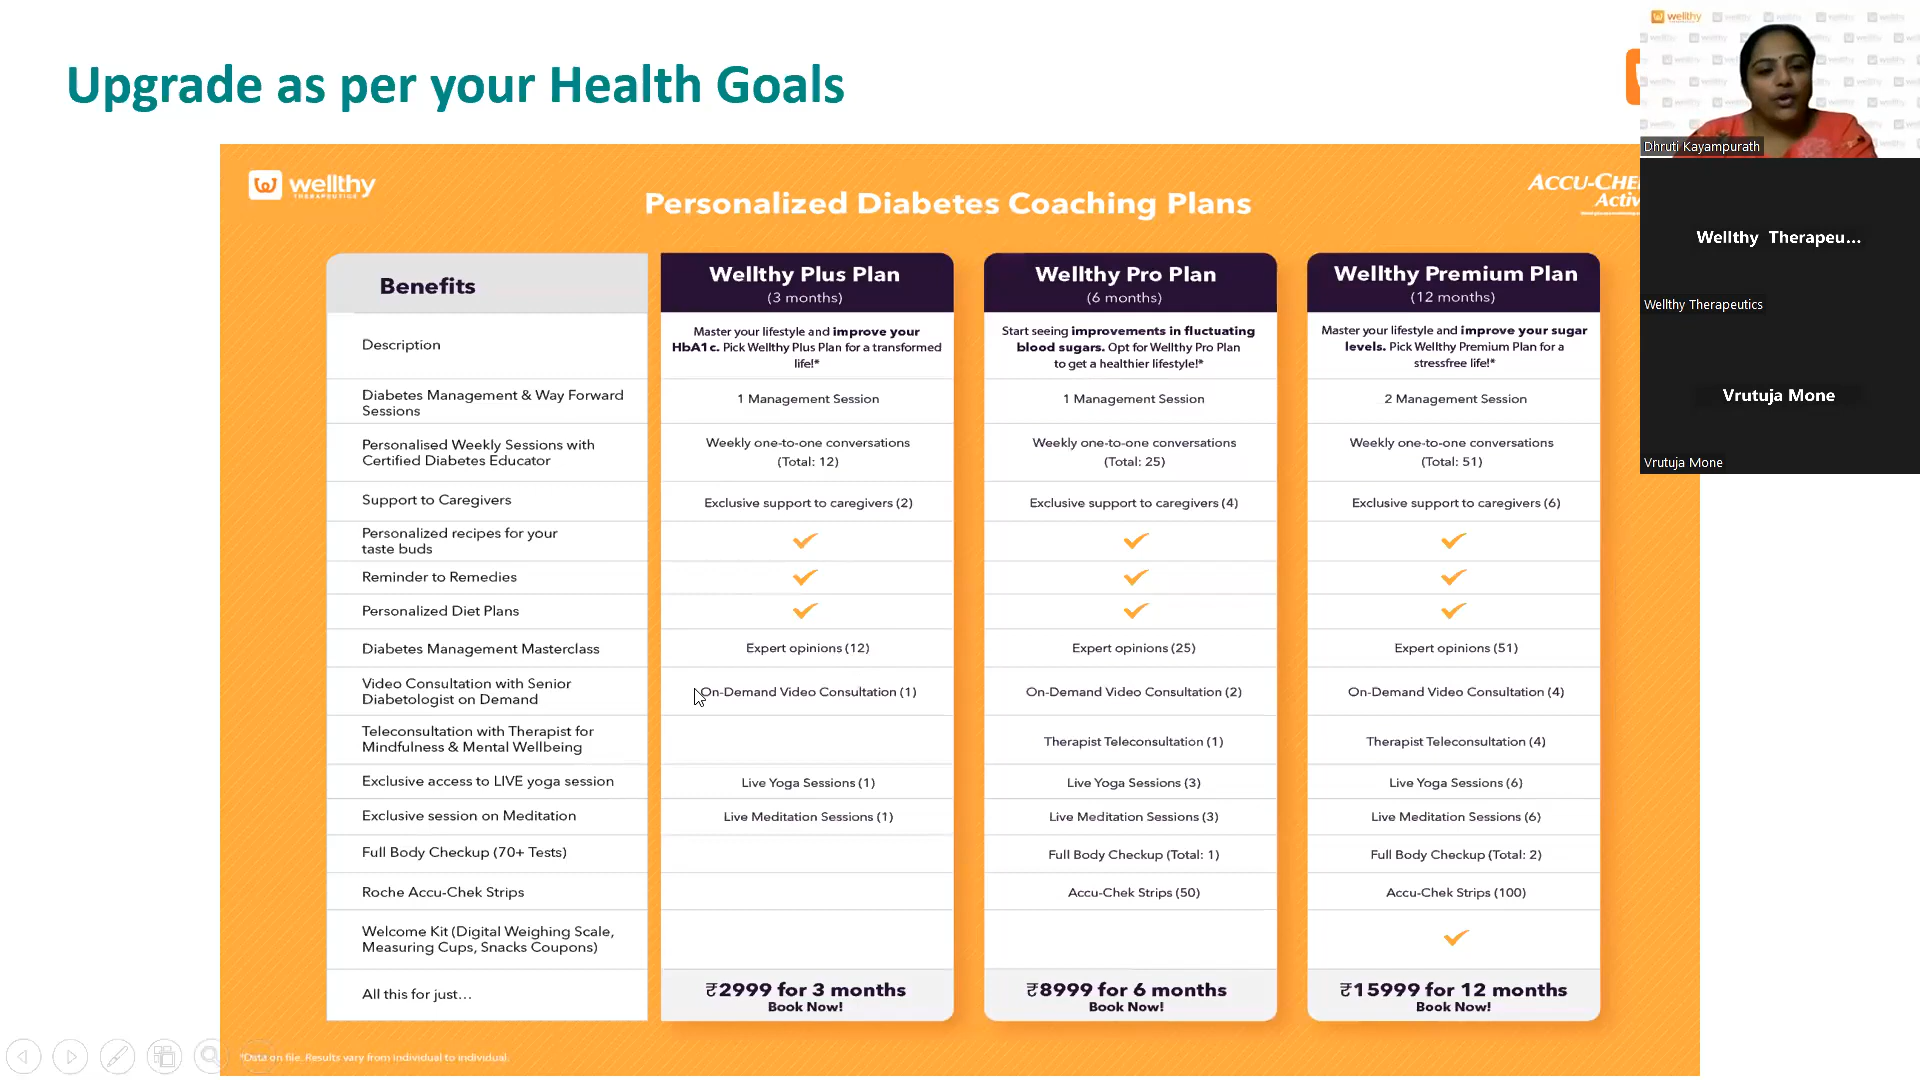 Upgrade as per your Health Goals
wellthy
THERAPEUTICS
Personalized Diabetes Coaching Plans
Benefits
Wellthy Plus Plan
(3 months)
Wellthy Pro Plan
(6 months)
Wellthy Premium Plan
(12 months)
Description
Master your lifestyle and improve your
HbA1c. Pick Wellthy Plus Plan for a transformed
life!*
Start seeing improvements in fluctuating
blood sugars. Opt for Wellthy Pro Plan
to get a healthier lifestyle!*
Master your lifestyle and improve your sugar
levels. Pick Wellthy Premium Plan for a
stressfree life!*
Diabetes Management & Way Forward
Sessions
1 Management Session
1 Management Session
2 Management Session
Personalised Weekly Sessions with
Certified Diabetes Educator
Weekly one-to-one conversations
(Total: 12)
Weekly one-to-one conversations
(Total: 25)
Weekly one-to-one conversations
(Total: 51)
Support to Caregivers
Exclusive support to caregivers (2)
Exclusive support to caregivers (4)
Exclusive support to caregivers (6)
Personalized recipes for your
taste buds
Reminder to Remedies
Personalized Diet Plans
Diabetes Management Masterclass
Expert opinions (12)
Expert opinions (25)
Expert opinions (51)
Video Consultation with Senior
Diabetologist on Demand
On-Demand Video Consultation (1)
On-Demand Video Consultation (2)
On-Demand Video Consultation (4)
Teleconsultation with Therapist for
Mindfulness & Mental Wellbeing
Therapist Teleconsultation (1)
Therapist Teleconsultation (4)
Exclusive access to LIVE yoga session
Live Yoga Sessions (1)
Live Yoga Sessions (3)
Live Yoga Sessions (6)
Exclusive session on Meditation
Live Meditation Sessions (1)
Live Meditation Sessions (3)
Live Meditation Sessions (6)
Full Body Checkup (70+ Tests)
Full Body Checkup (Total: 1)
Full Body Checkup (Total: 2)
Roche Accu-Chek Strips
Accu-Chek Strips (50)
Accu-Chek Strips (100)
Welcome Kit (Digital Weighing Scale,
Measuring Cups, Snacks Coupons)
All this for just...
₹2999 for 3 months
Book Now!
₹8999 for 6 months
Book Now!
₹15999 for 12 months
Book Now!
*Data on file. Results vary from individual to individual.
wellthy
Dhruti Kayampurath
Wellthy Therapeu...
Wellthy Therapeutics
Vrutuja Mone
Vrutuja Mone